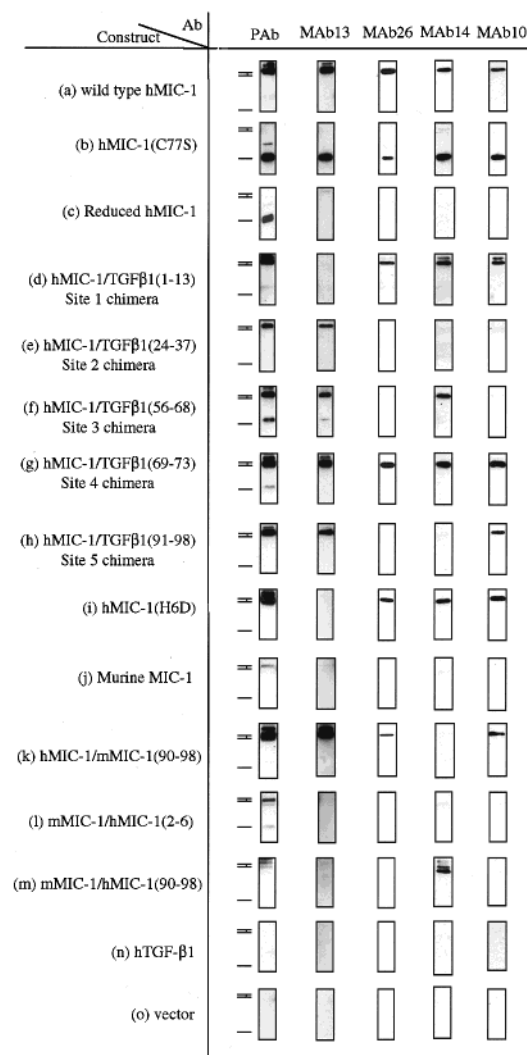 Ab
Construct
PAb MAb13 MAb26 MAb14 MAb10
(a) wild type hMIC-1
(b) hMIC-1(C77S)
(c) Reduced hMIC-1
(d) hMIC-1/TGFβ1(1-13)
Site 1 chimera
(e) hMIC-1/TGFβ1(24-37)
Site 2 chimera
(f) hMIC-1/TGFβ1(56-68)
Site 3 chimera
(g) hMIC-1/TGFβ1(69-73)
Site 4 chimera
(h) hMIC-1/TGFβ1(91-98)
Site 5 chimera
(i) hMIC-1(H6D)
(j) Murine MIC-1
(k) hMIC-1/mMIC-1(90-98)
(l) mMIC-1/hMIC-1(2-6)
(m) mMIC-1/hMIC-1(90-98)
(n) hTGF-β1
(o) vector